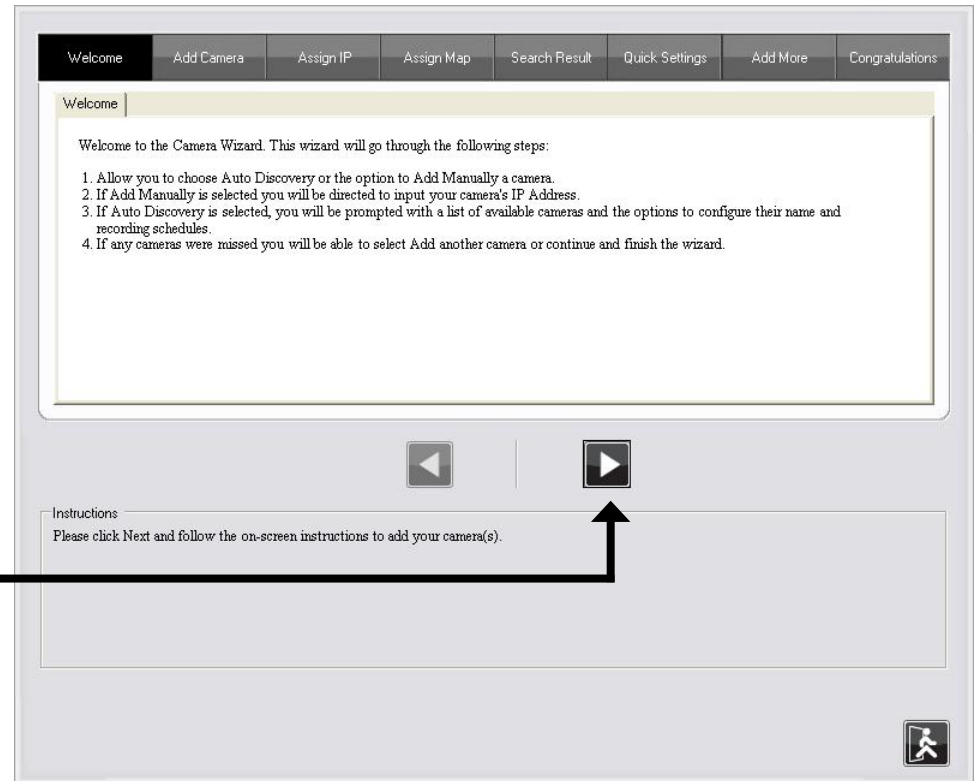 Welcome Add Camera Assign IP Assign Map Search Result Quick Settings Add More Congratulations
Welcome
Welcome to the Camera Wizard. This wizard will go through the following steps:
1. Allow you to choose Auto Discovery or the option to Add Manually a camera.
2. If Add Manually is selected you will be directed to input your camera's IP Address.
3. If Auto Discovery is selected, you will be prompted with a list of available cameras and the options to configure their name and
recording schedules.
4. If any cameras were missed you will be able to select Add another camera or continue and finish the wizard.
Instructions
Please click Next and follow the on-screen instructions to add your camera(s).